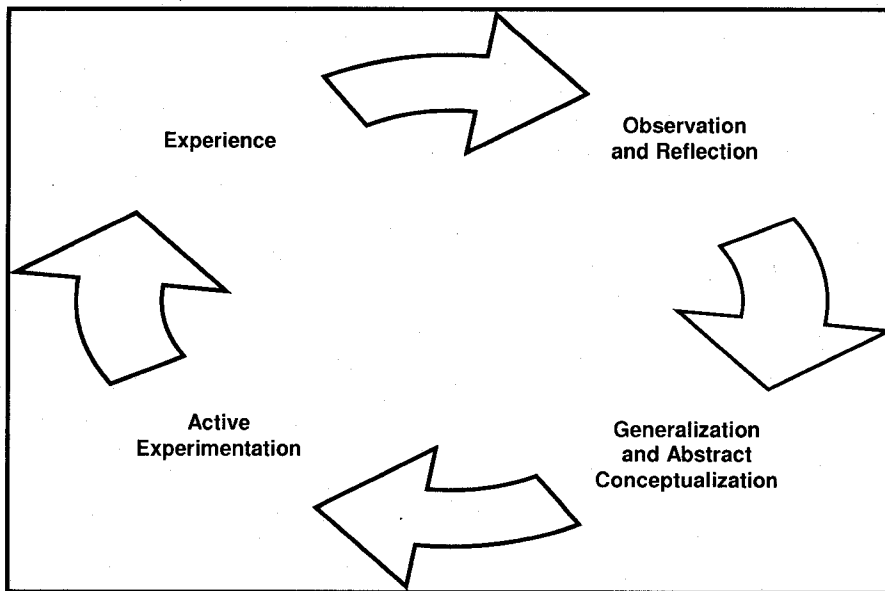 Experience
Observation
and Reflection
Generalization
and Abstract
Conceptualization
Active
Experimentation